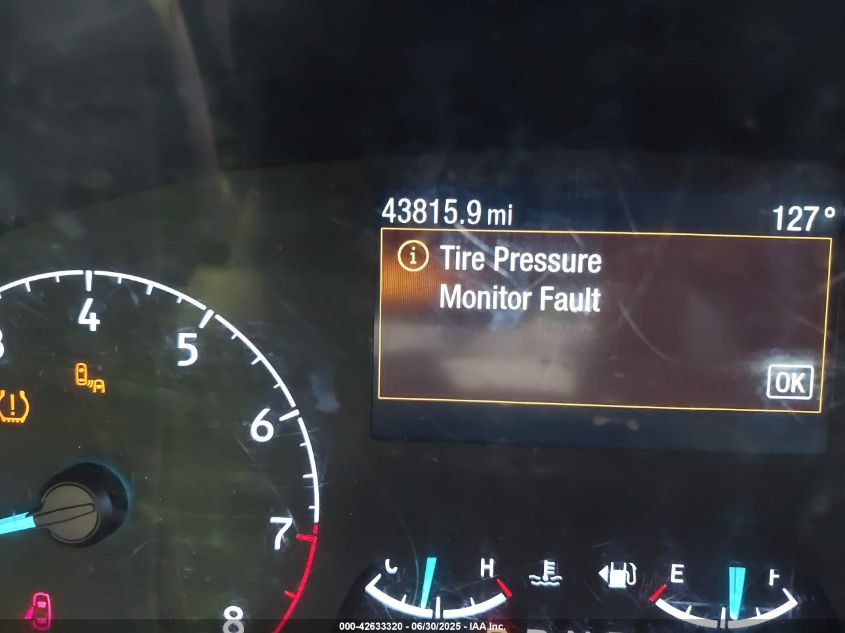 43815.9 mi 127°
i Tire Pressure
Monitor Fault
OK
4
5
6
7
8
!
C H E F
000-42633320 - 06/30/2025 - IAA Inc.